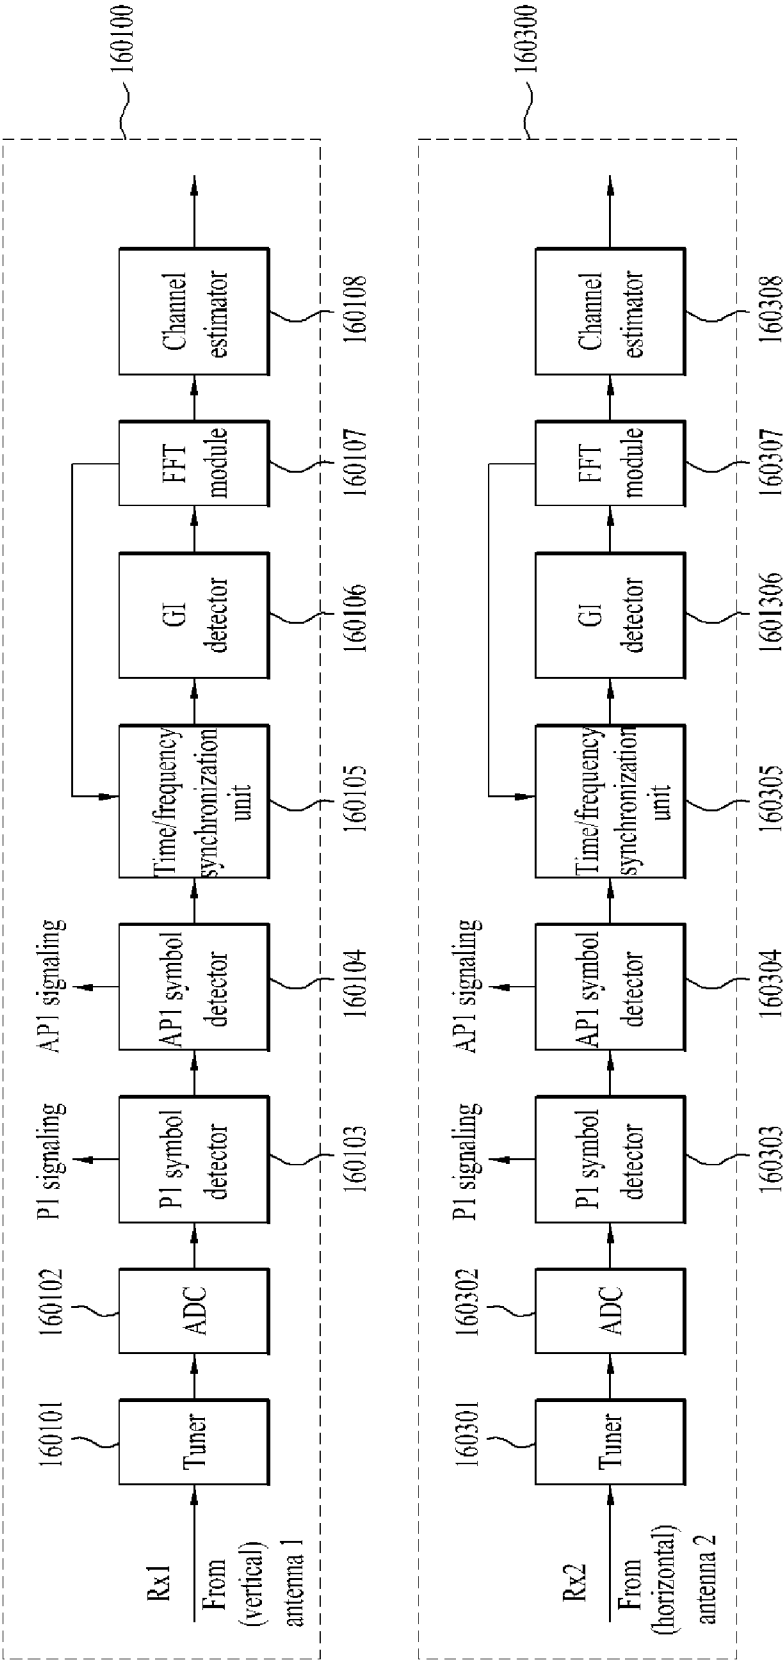 160100
160101
160102
P1 signaling
AP1 signaling
Rx1
From
(vertical)
antenna 1
Tuner
ADC
P1 symbol
detector
AP1 symbol
detector
Time/frequency
synchronization
unit
GI
detector
FFT
module
Channel
estimator
160103
160104
160105
160106
160107
160108
160300
160301
160302
P1 signaling
AP1 signaling
Rx2
From
(horizontal)
antenna 2
Tuner
ADC
P1 symbol
detector
AP1 symbol
detector
Time/frequency
synchronization
unit
GI
detector
FFT
module
Channel
estimator
160303
160304
160305
1601306
160307
160308